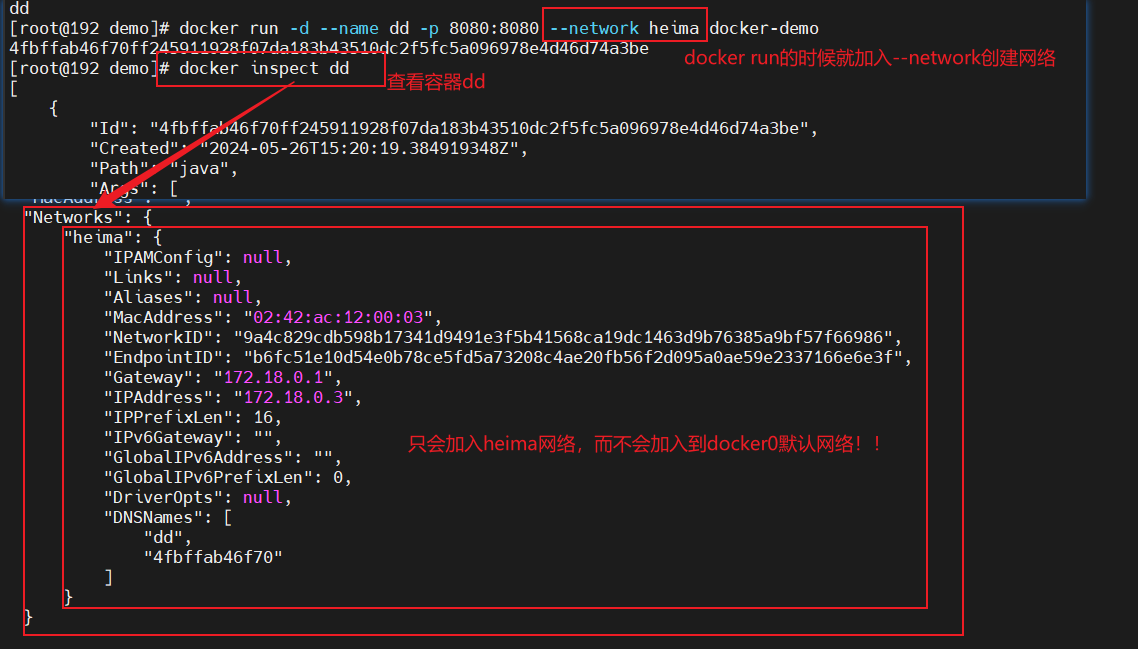 dd
[root@192 demo]# docker run -d --name dd -p 8080:8080 --network heima docker-demo
4fbffab46f70ff245911928f07da183b43510dc2f5fc5a096978e4d46d74a3be
docker run的时候就加入--network创建网络
[root@192 demo]# docker inspect dd
查看容器dd
[
{
"Id": "4fbffab46f70ff245911928f07da183b43510dc2f5fc5a096978e4d46d74a3be",
"Created": "2024-05-26T15:20:19.384919348Z",
"Path": "java",
"Args": [
"Networks": {
"heima": {
"IPAMConfig": null,
"Links": null,
"Aliases": null,
"MacAddress": "02:42:ac:12:00:03",
"NetworkID": "9a4c829cdb598b17341d9491e3f5b41568ca19dc1463d9b76385a9bf57f66986",
"EndpointID": "b6fc51e10d54e0b78ce5fd5a73208c4ae20fb56f2d095a0ae59e2337166e6e3f",
"Gateway": "172.18.0.1",
"IPAddress": "172.18.0.3",
"IPPrefixLen": 16,
"IPv6Gateway": "",
只会加入heima网络，而不会加入到docker0默认网络！！
"GlobalIPv6Address": "",
"GlobalIPv6PrefixLen": 0,
"DriverOpts": null,
"DNSNames": [
"dd",
"4fbffab46f70"
]
}
}